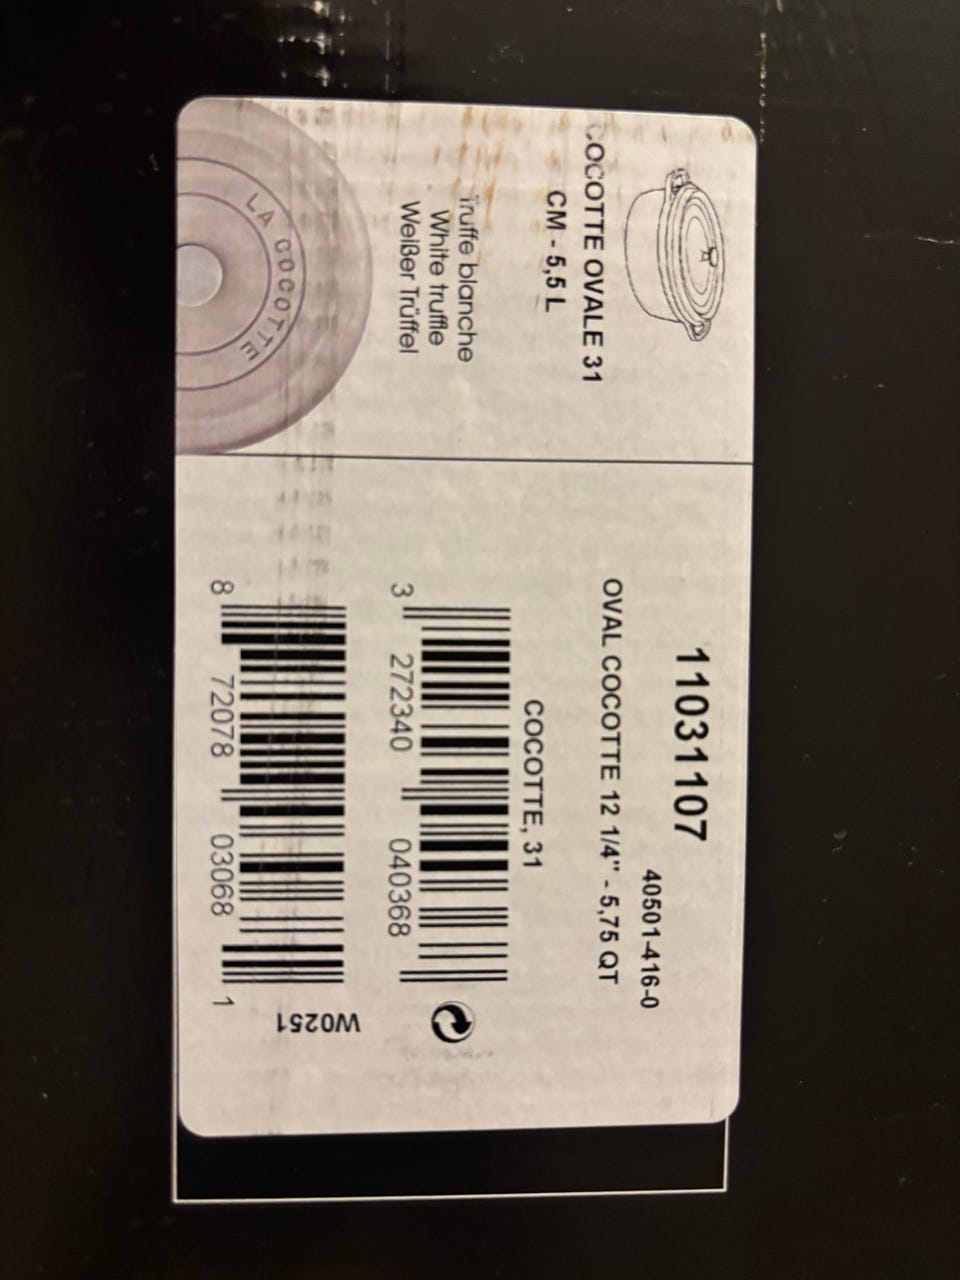 COCOTTE OVALE 31
CM - 5,5 L
Truffe blanche
White truffle
Weißer Trüffel
LA COCOTTE
11031107
40501-416-0
OVAL COCOTTE 12 1/4" - 5,75 QT
COCOTTE, 31
3 272340 040368
8 72078 03068 1
W0251